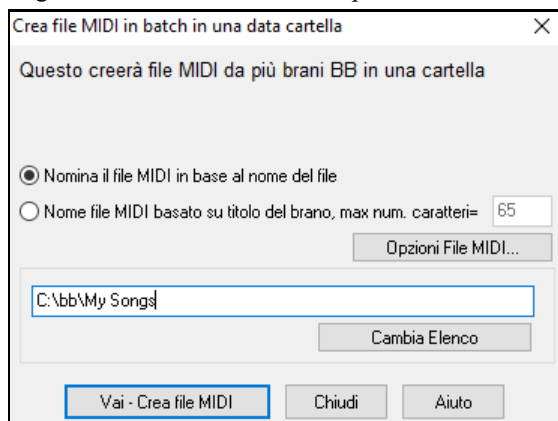 Crea file MIDI in batch in una data cartella
Questo creerà file MIDI da più brani BB in una cartella
Nomina il file MIDI in base al nome del file
Nome file MIDI basato su titolo del brano, max num. caratteri= 65
Opzioni File MIDI...
C:\bb\My Songs
Cambia Elenco
Vai - Crea file MIDI Chiudi Aiuto